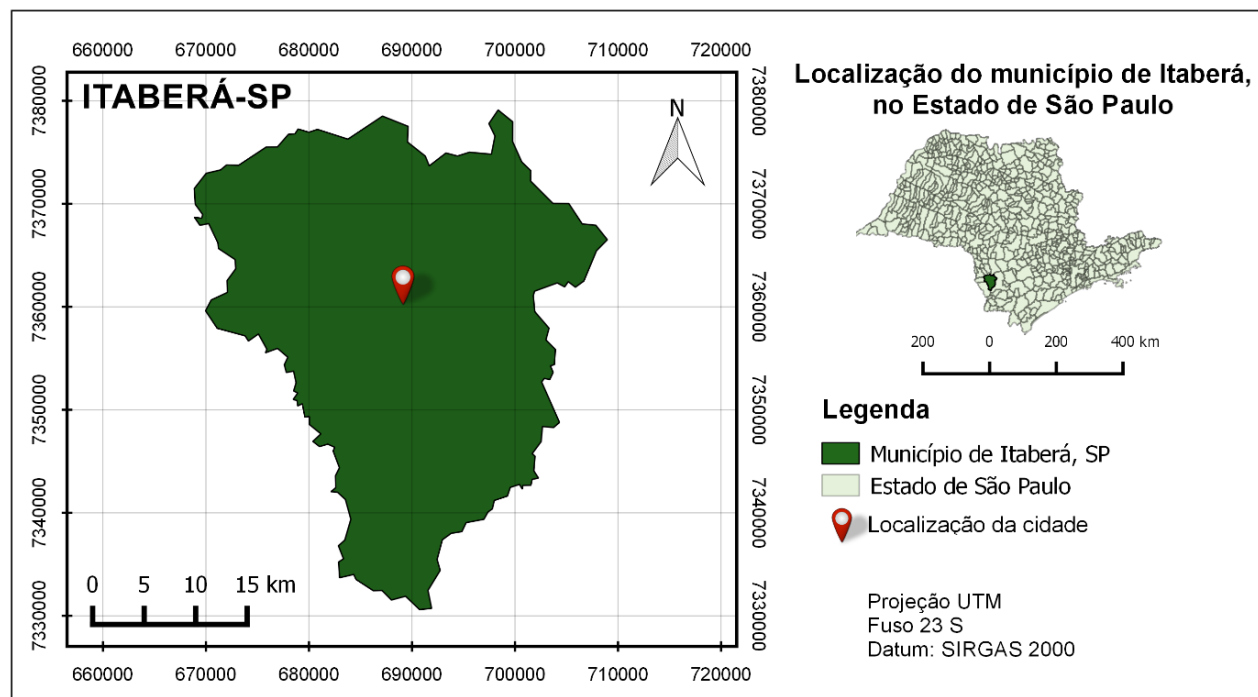 660000 670000 680000 690000 700000 710000 720000
ITABERÁ-SP
N
7380000
7370000
7360000
7350000
7340000
7330000
7380000
7370000
7360000
7350000
7340000
7330000
0 5 10 15 km
660000 670000 680000 690000 700000 710000 720000
Localização do município de Itaberá,
no Estado de São Paulo
200 0 200 400 km
Legenda
Município de Itaberá, SP
Estado de São Paulo
Localização da cidade
Projeção UTM
Fuso 23 S
Datum: SIRGAS 2000